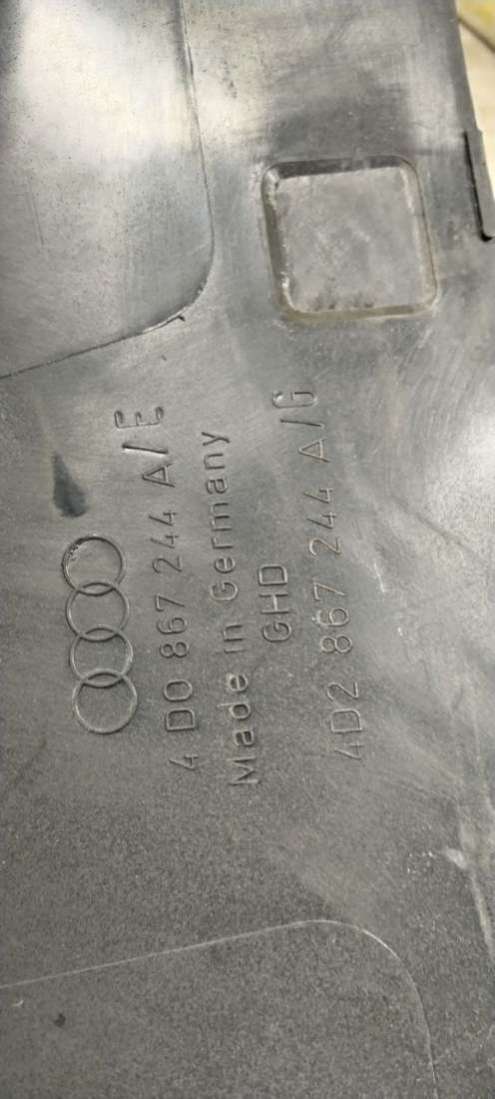 4 D0 867 244 A/E
Made in Germany
GHD
4D2 867 244 A/G